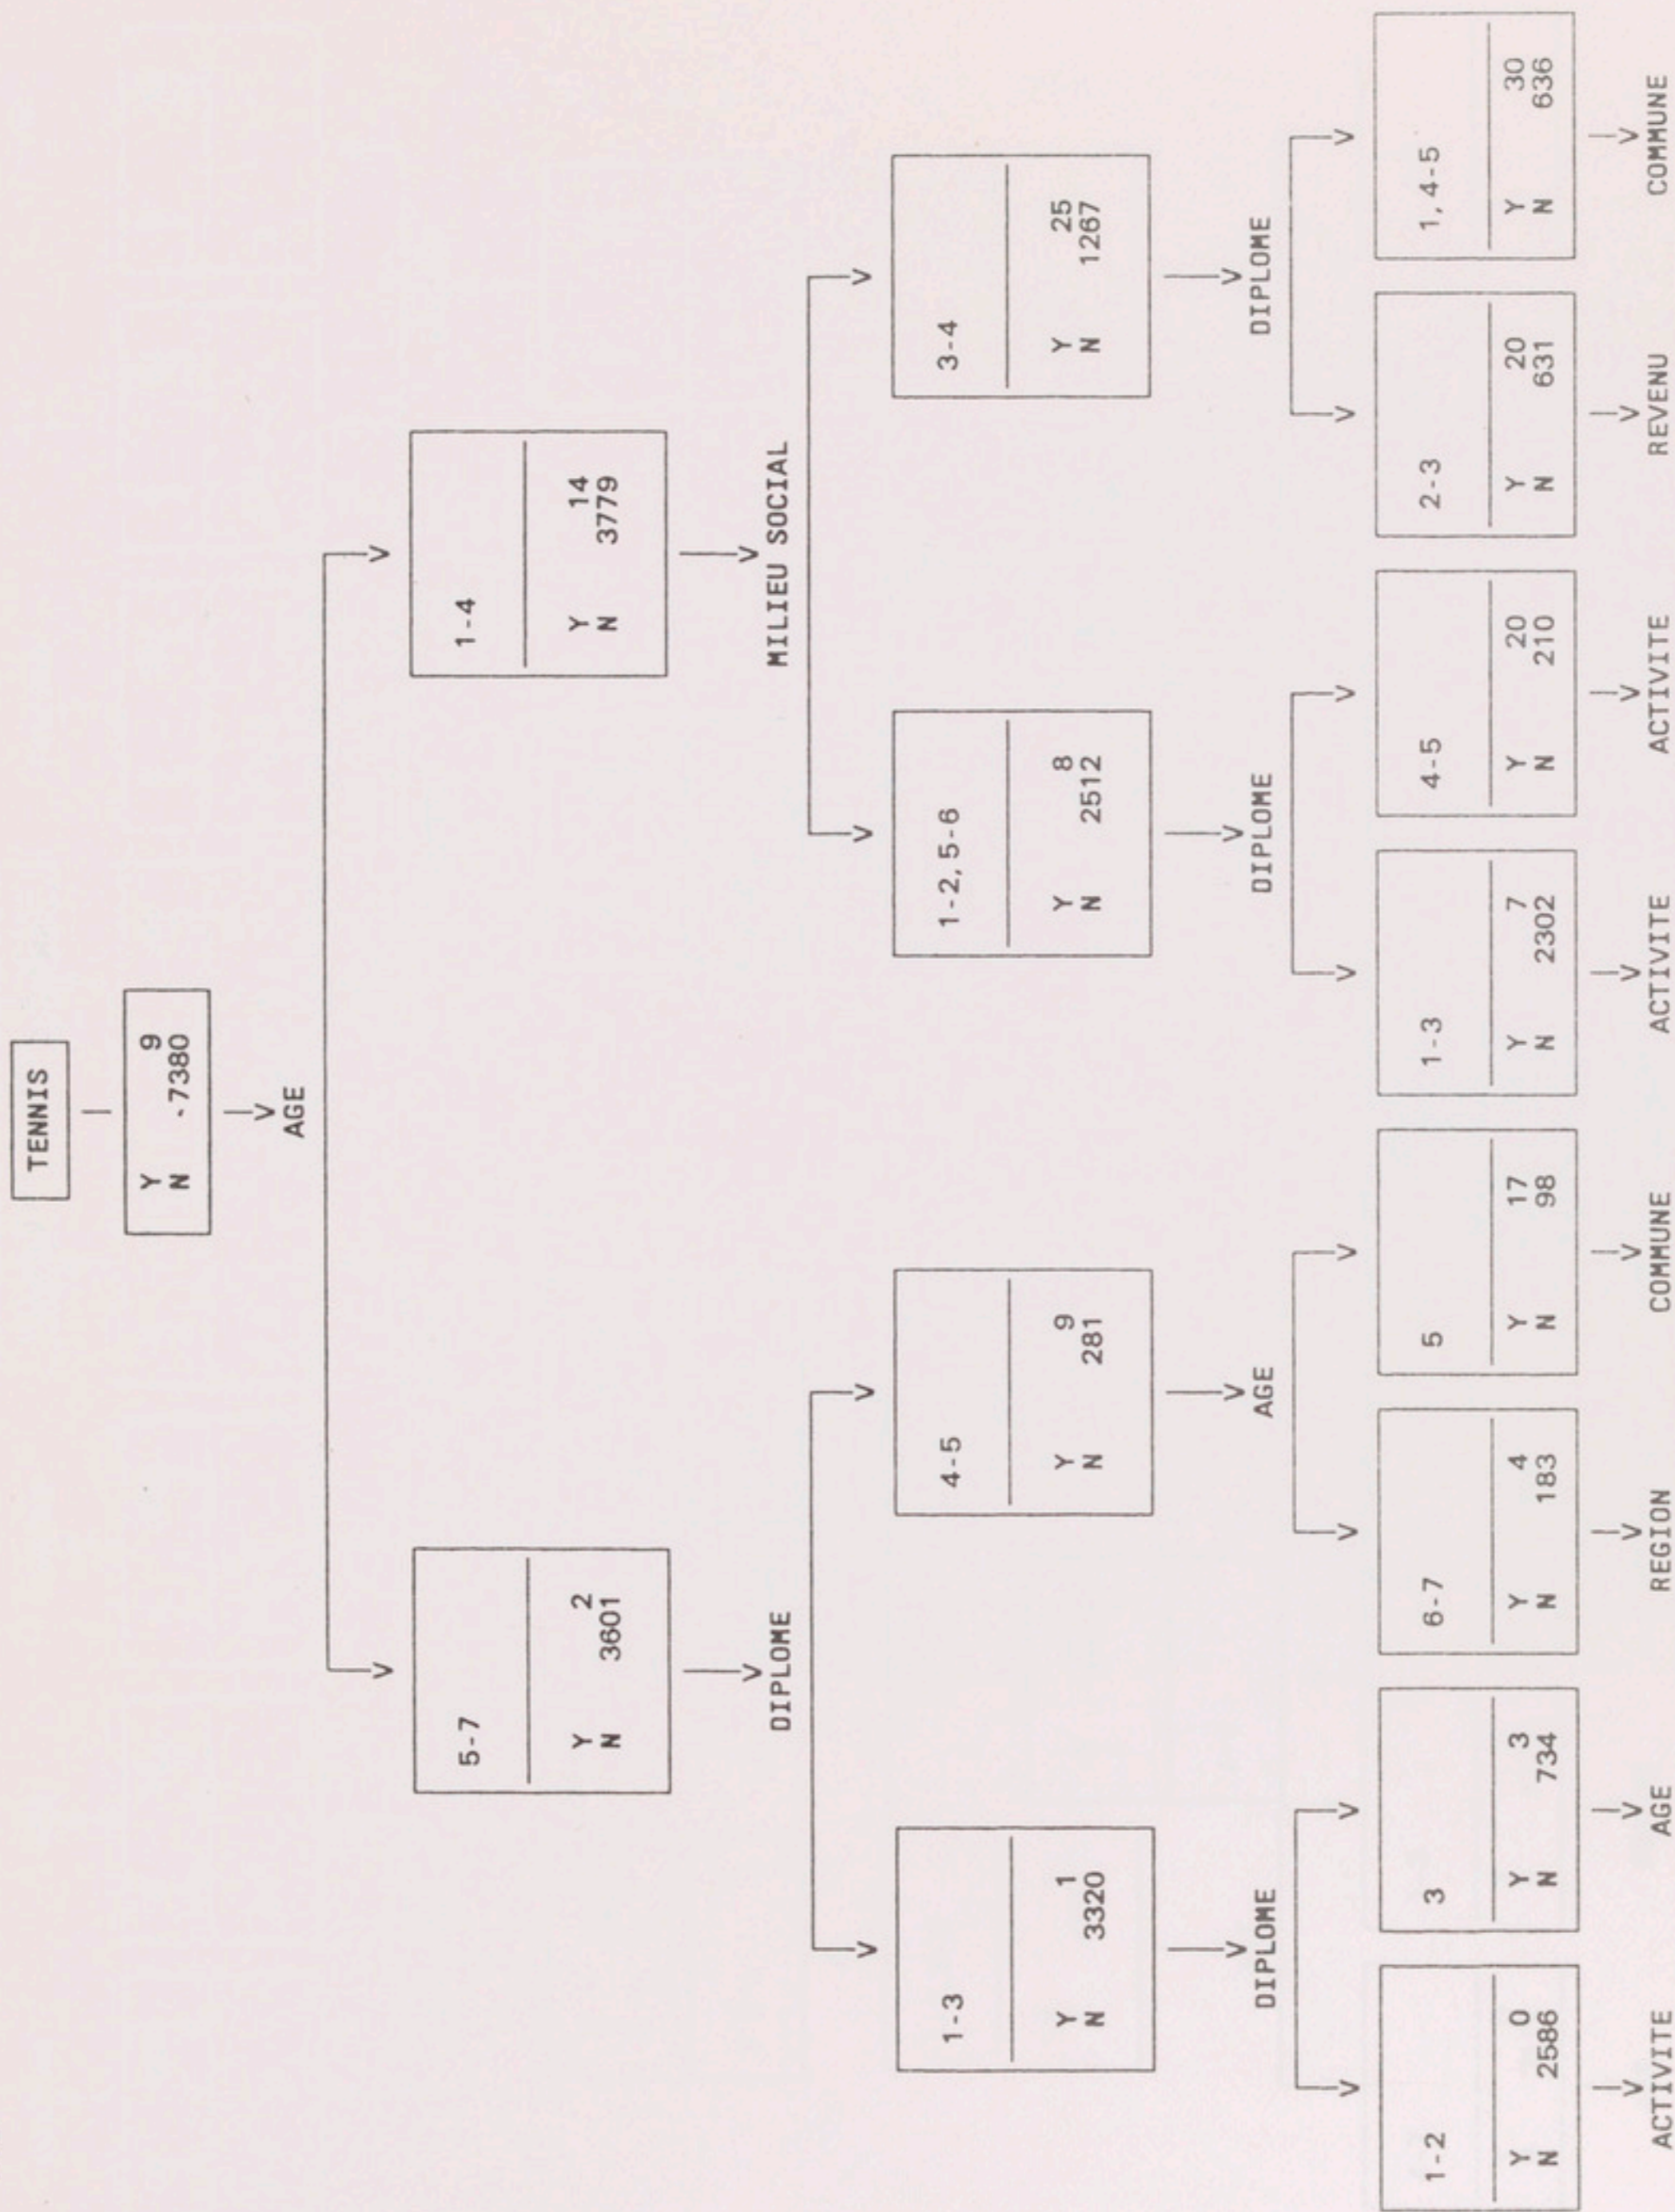 TENNIS
Y 9
N 7380
AGE
5-7
Y 2
N 3601
1-4
Y 14
N 3779
DIPLOME
MILIEU SOCIAL
1-3
Y 1
N 3320
4-5
Y 9
N 281
1-2,5-6
Y 8
N 2512
3-4
Y 25
N 1267
DIPLOME
AGE
DIPLOME
DIPLOME
1-2
Y 0
N 2586
3
Y 3
N 734
6-7
Y 4
N 183
5
Y 17
N 98
1-3
Y 7
N 2302
4-5
Y 20
N 210
2-3
Y 20
N 631
1,4-5
Y 30
N 636
ACTIVITE
AGE
REGION
COMMUNE
ACTIVITE
ACTIVITE
REVENU
COMMUNE